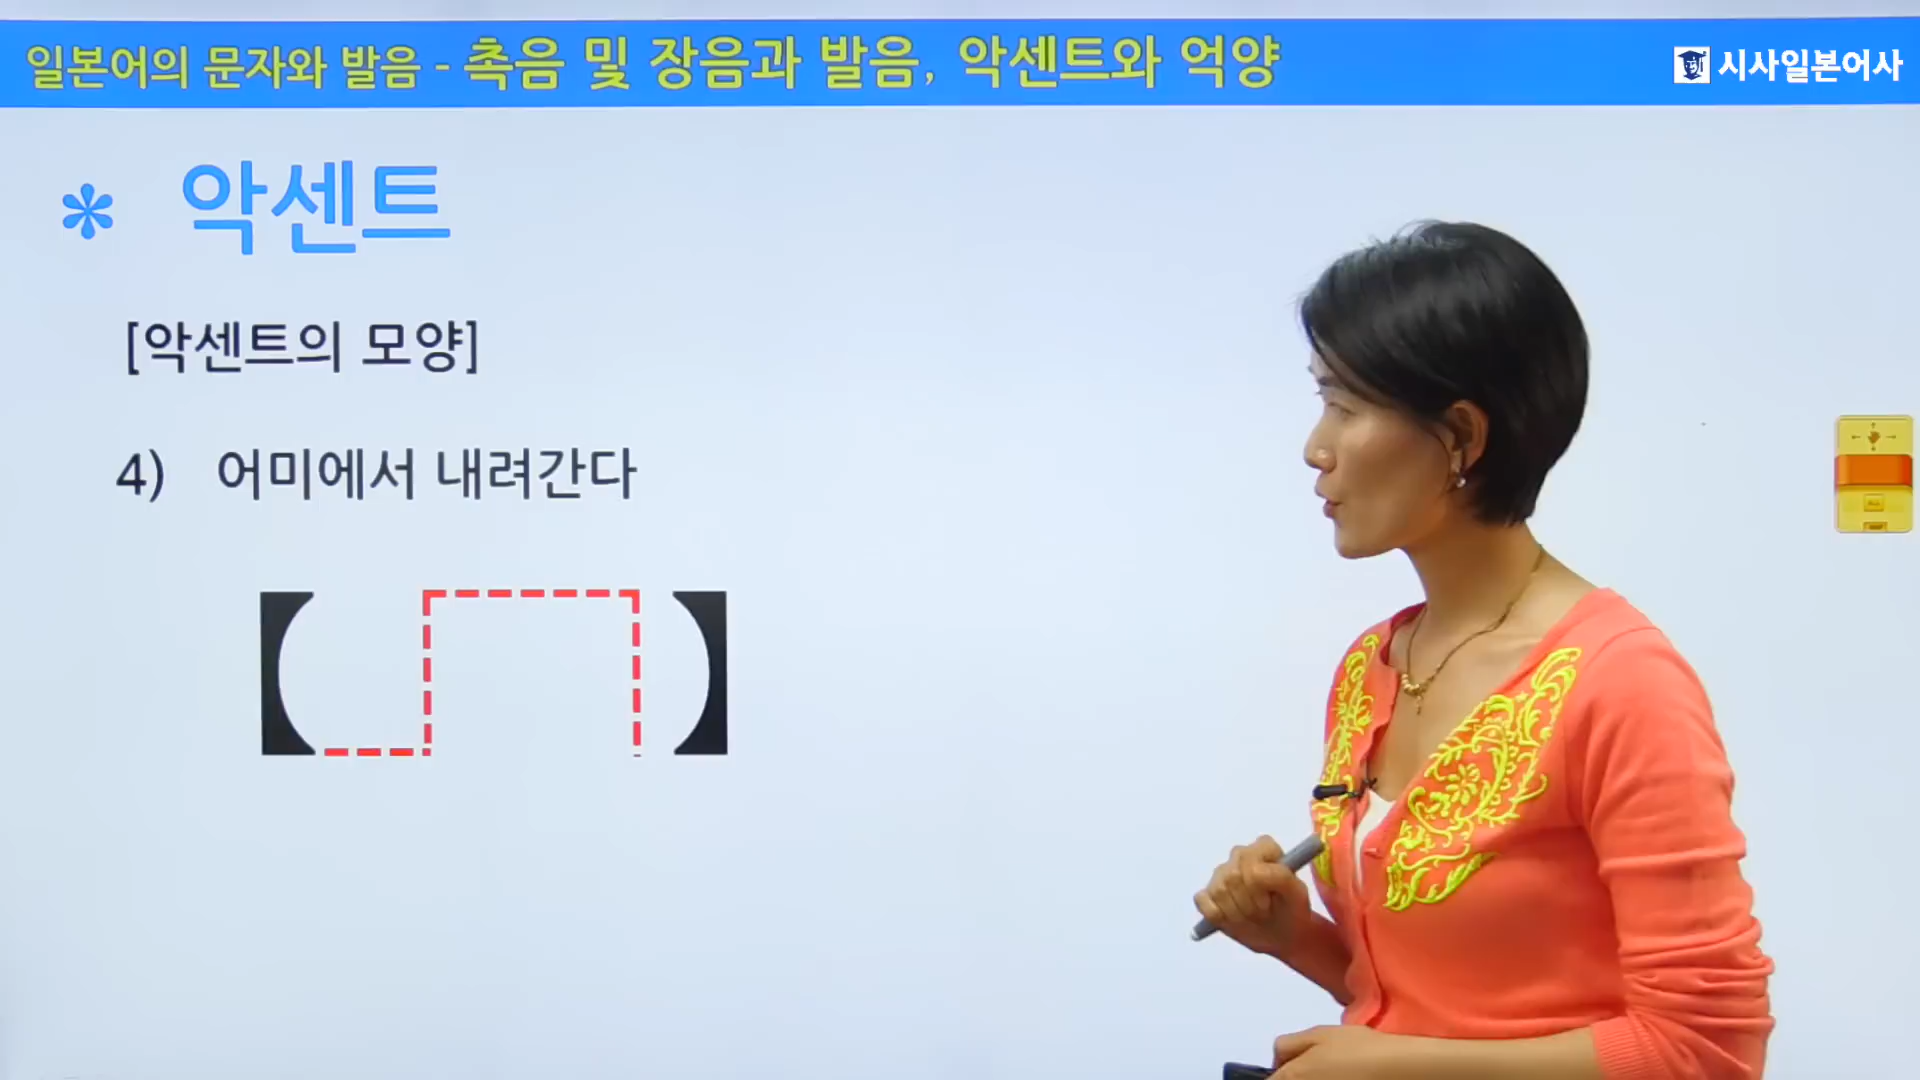 일본어의 문자와 발음 - 촉음 및 장음과 발음, 악센트와 억양
시사일본어사
* 악센트
[악센트의 모양]
4) 어미에서 내려간다